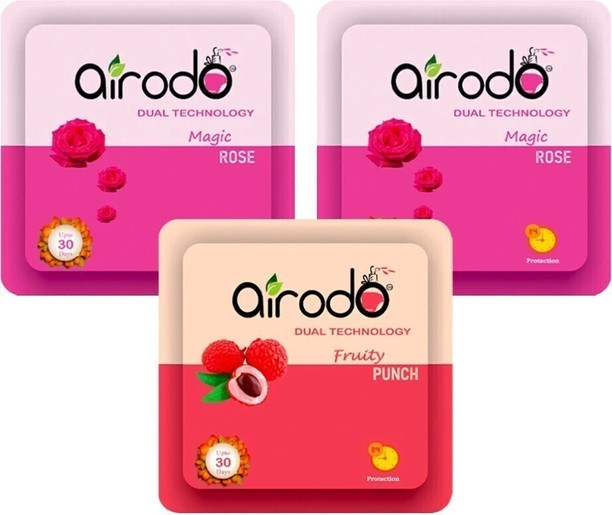 airodo
DUAL TECHNOLOGY
Magic
ROSE
Upto
30
Days
airodo
DUAL TECHNOLOGY
Magic
ROSE
Protection
airodo
DUAL TECHNOLOGY
Fruity
PUNCH
Upto
30
Days
Protection